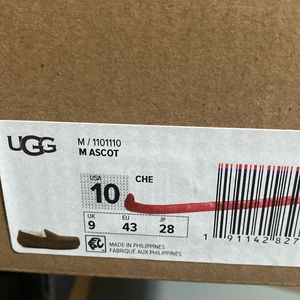 UGG
M / 1101110
M ASCOT
USA
10
CHE
UK EU JP
9 43 28
MADE IN PHILIPPINES
FABRIQUÉ AUX PHILIPPINES
1 91142 827